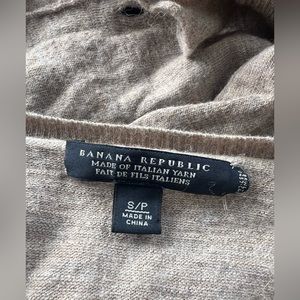 BANANA REPUBLIC
MADE OF ITALIAN YARN
FAIT DE FILS ITALIENS
S/P
MADE IN
CHINA